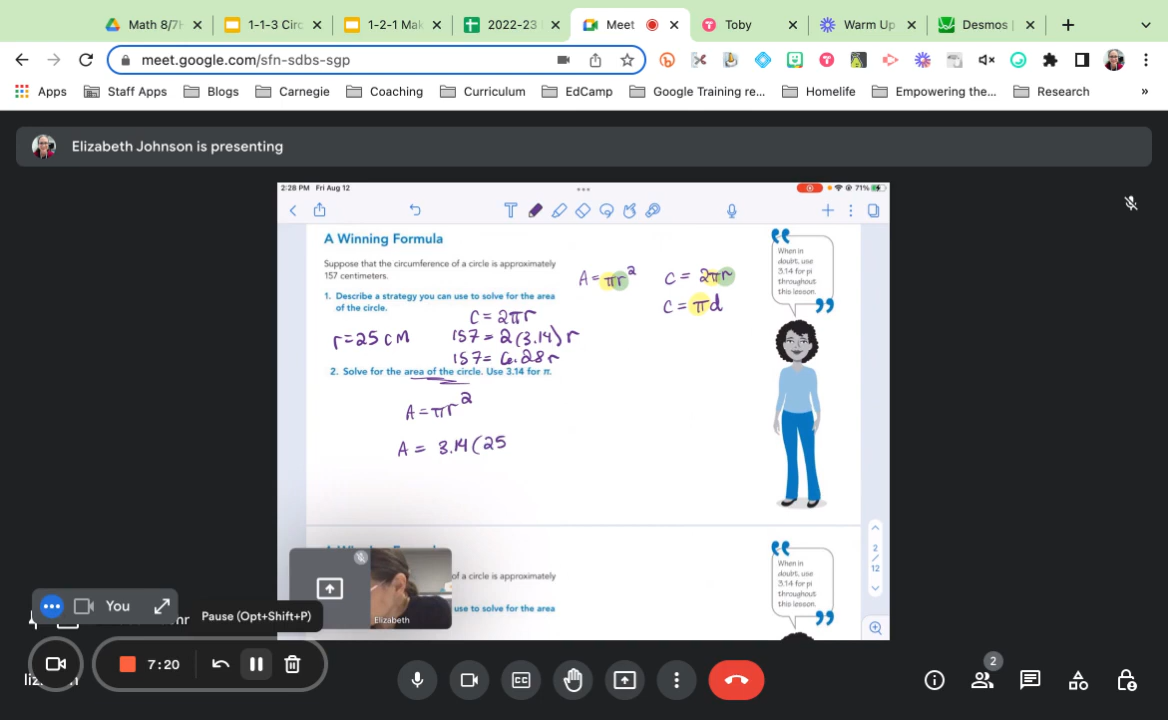 Math 8/7H
1-1-3 Circ
1-2-1 Mak
2022-23
Meet
Toby
Warm Up
Desmos |
meet.google.com/sfn-sdbs-sgp
Apps
Staff Apps
Blogs
Carnegie
Coaching
Curriculum
EdCamp
Google Training re...
Homelife
Empowering the...
Research
»
Elizabeth Johnson is presenting
2:28 PM Fri Aug 12
71%
A Winning Formula
Suppose that the circumference of a circle is approximately
157 centimeters.
1. Describe a strategy you can use to solve for the area
of the circle.
A = πr²
C = 2πr
C = πd
C = 2πr
r = 25 cm
157 = 2(3.14) r
157 = 6.28r
2. Solve for the area of the circle. Use 3.14 for π.
A = πr²
A = 3.14(25
When in
doubt, use
3.14 for pi
throughout
this lesson.
2
12
of a circle is approximately
use to solve for the area
When in
doubt, use
3.14 for pi
throughout
this lesson.
Elizabeth
You
Pause (Opt+Shift+P)
7:20
CC
2